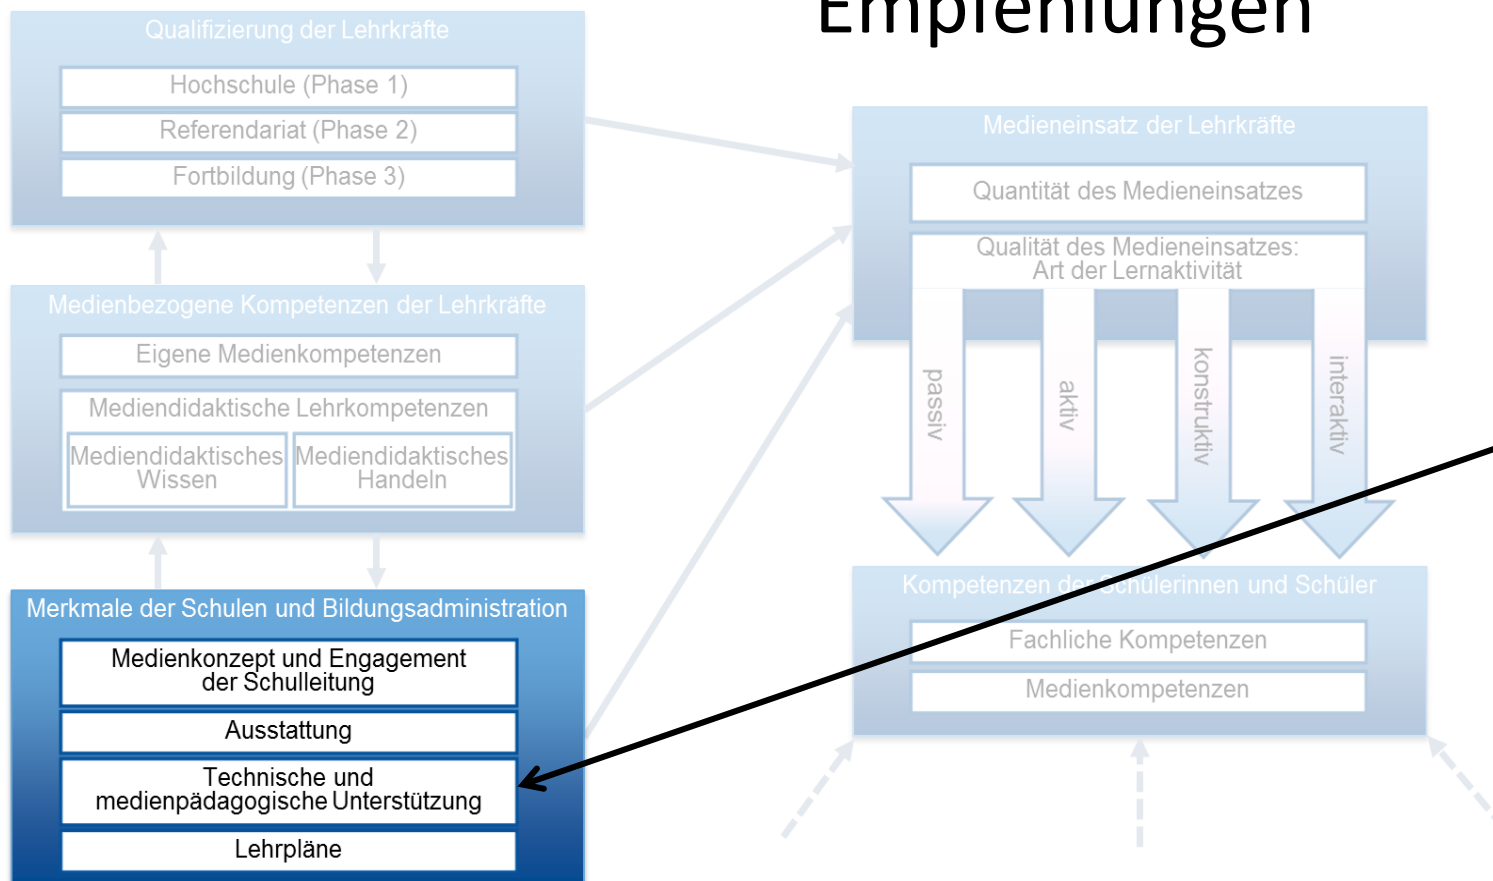 Empfehlungen
Qualifizierung der Lehrkräfte
Hochschule (Phase 1)
Referendariat (Phase 2)
Fortbildung (Phase 3)
Medienbezogene Kompetenzen der Lehrkräfte
Eigene Medienkompetenzen
Mediendidaktische Lehrkompetenzen
Mediendidaktisches
Wissen
Mediendidaktisches
Handeln
Merkmale der Schulen und Bildungsadministration
Medienkonzept und Engagement
der Schulleitung
Ausstattung
Technische und
medienpädagogische Unterstützung
Lehrpläne
Medieneinsatz der Lehrkräfte
Quantität des Medieneinsatzes
Qualität des Medieneinsatzes:
Art der Lernaktivität
passiv
aktiv
konstruktiv
interaktiv
Kompetenzen der Schülerinnen und Schüler
Fachliche Kompetenzen
Medienkompetenzen